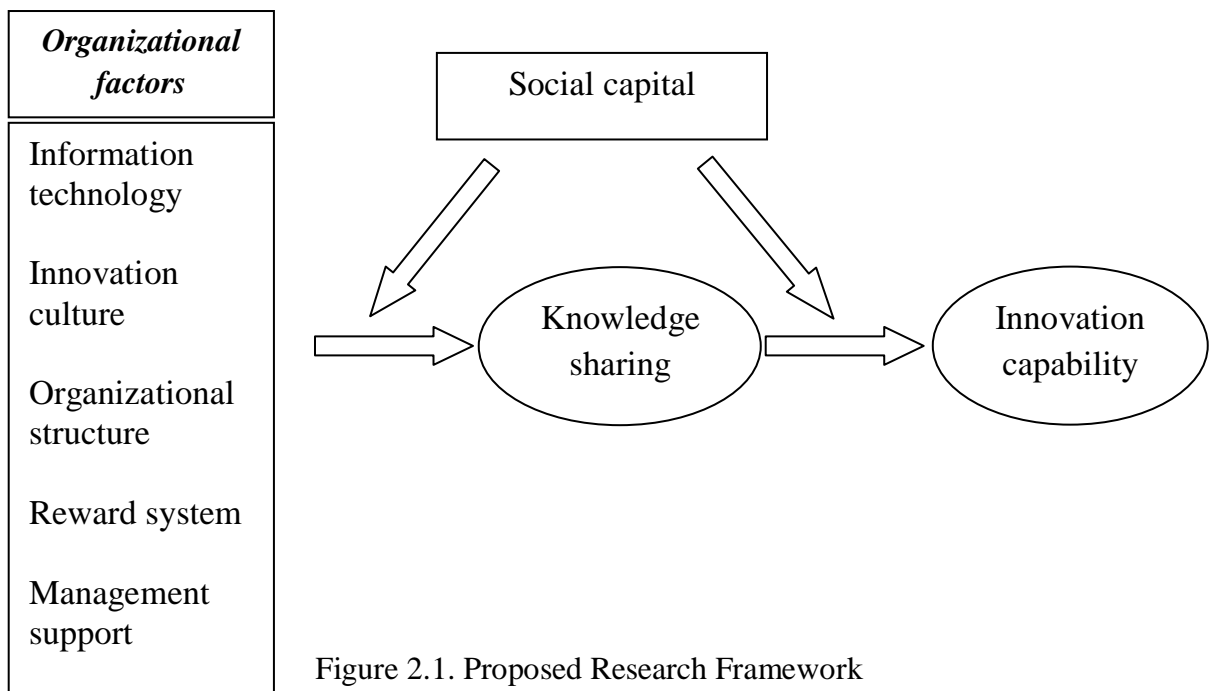 Organizational
factors
Information
technology
Innovation
culture
Organizational
structure
Reward system
Management
support
Social capital
Knowledge
sharing
Innovation
capability
Figure 2.1. Proposed Research Framework